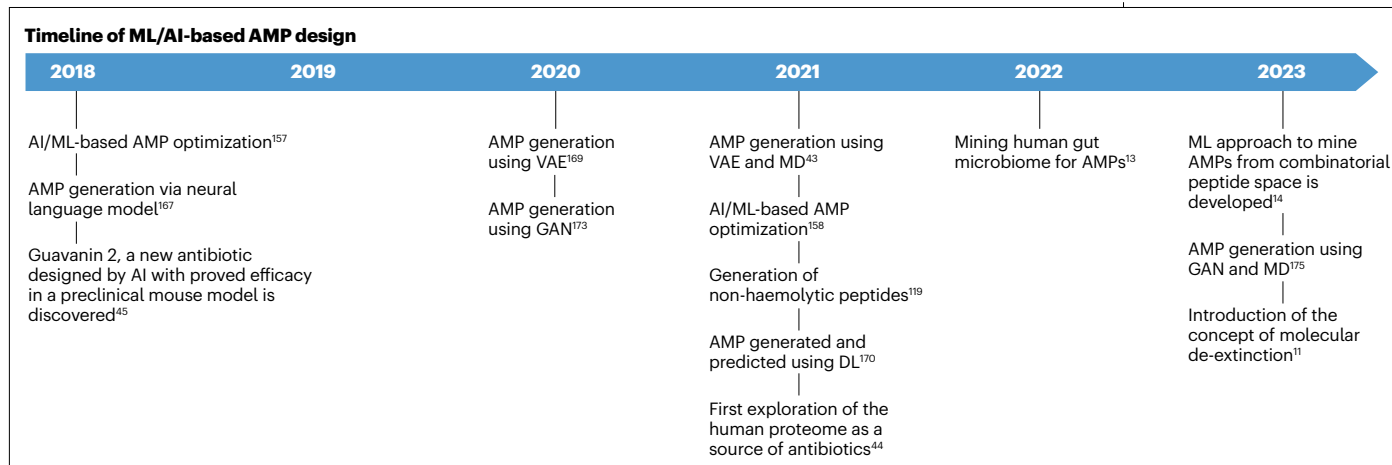 Timeline of ML/AI-based AMP design
2018
2019
2020
2021
2022
2023
AI/ML-based AMP optimization157
AMP generation via neural
language model167
Guavanin 2, a new antibiotic
designed by AI with proved efficacy
in a preclinical mouse model is
discovered45
AMP generation
using VAE169
AMP generation
using GAN173
AMP generation using
VAE and MD43
AI/ML-based AMP
optimization158
Generation of
non-haemolytic peptides119
AMP generated and
predicted using DL170
First exploration of the
human proteome as a
source of antibiotics44
Mining human gut
microbiome for AMPs13
ML approach to mine
AMPs from combinatorial
peptide space is
developed14
AMP generation using
GAN and MD175
Introduction of the
concept of molecular
de-extinction11